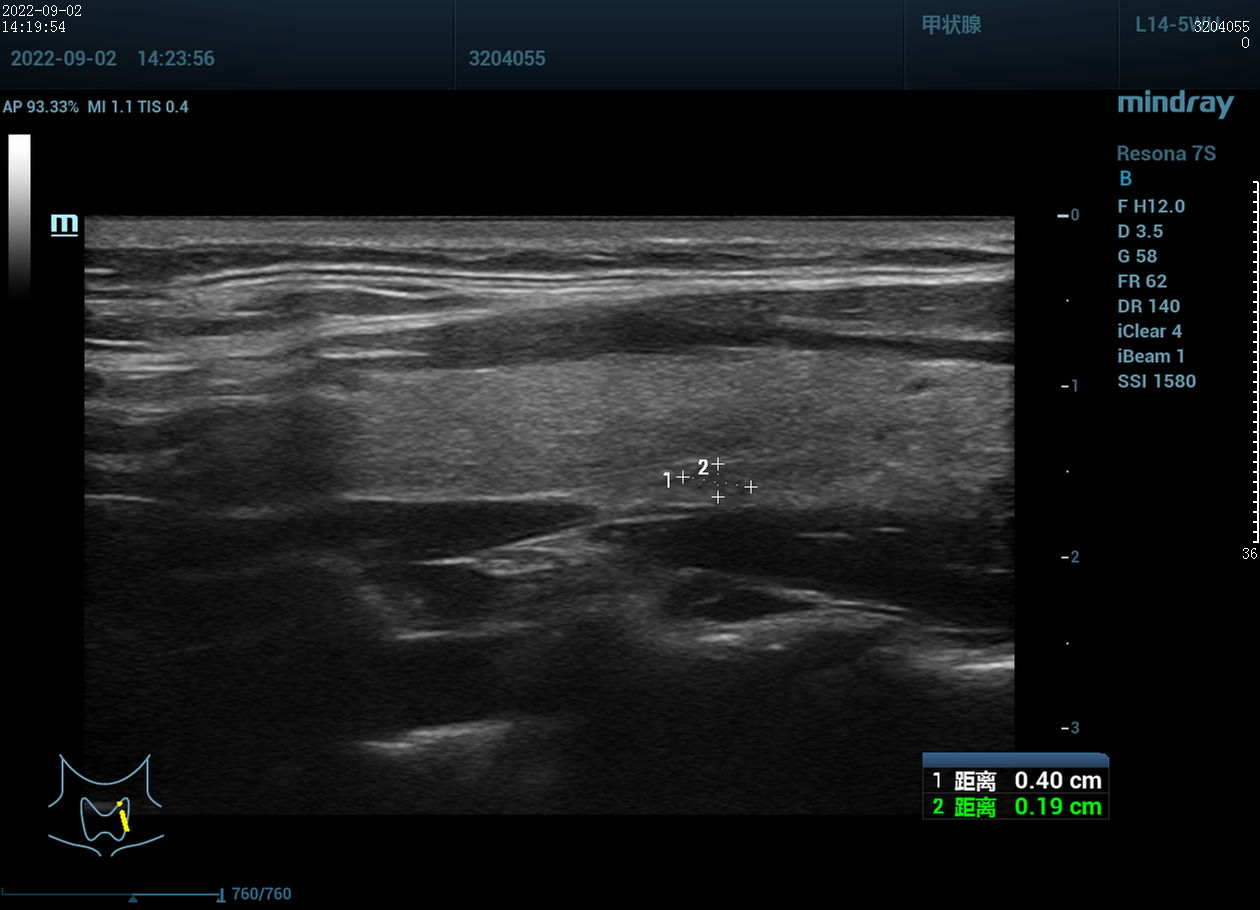 2022-09-02
14:19:54
2022-09-02 14:23:56
3204055
甲状腺
3204055
0
AP 93.33% MI 1.1 TIS 0.4
mindray
Resona 7S
B
F H12.0
D 3.5
G 58
FR 62
DR 140
iClear 4
iBeam 1
SSI 1580
m
0
1
2
3
36
1
2
1 距离 0.40 cm
2 距离 0.19 cm
760/760